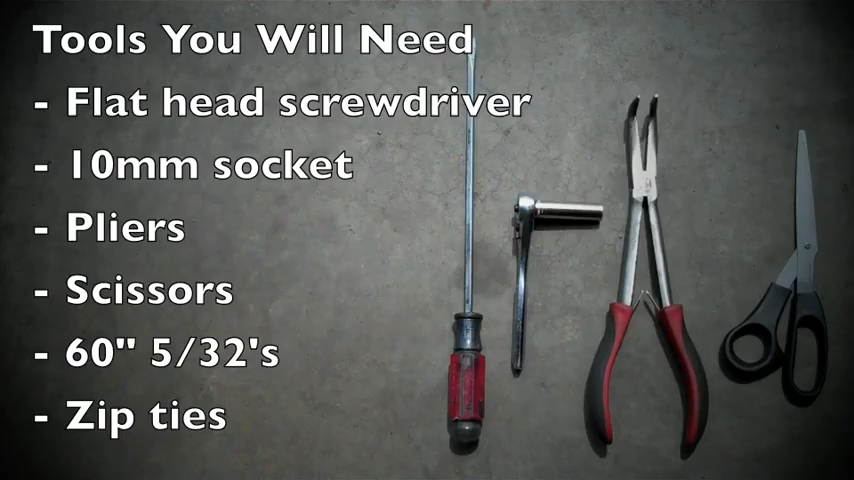 Tools You Will Need
- Flat head screwdriver
- 10mm socket
- Pliers
- Scissors
- 60" 5/32's
- Zip ties